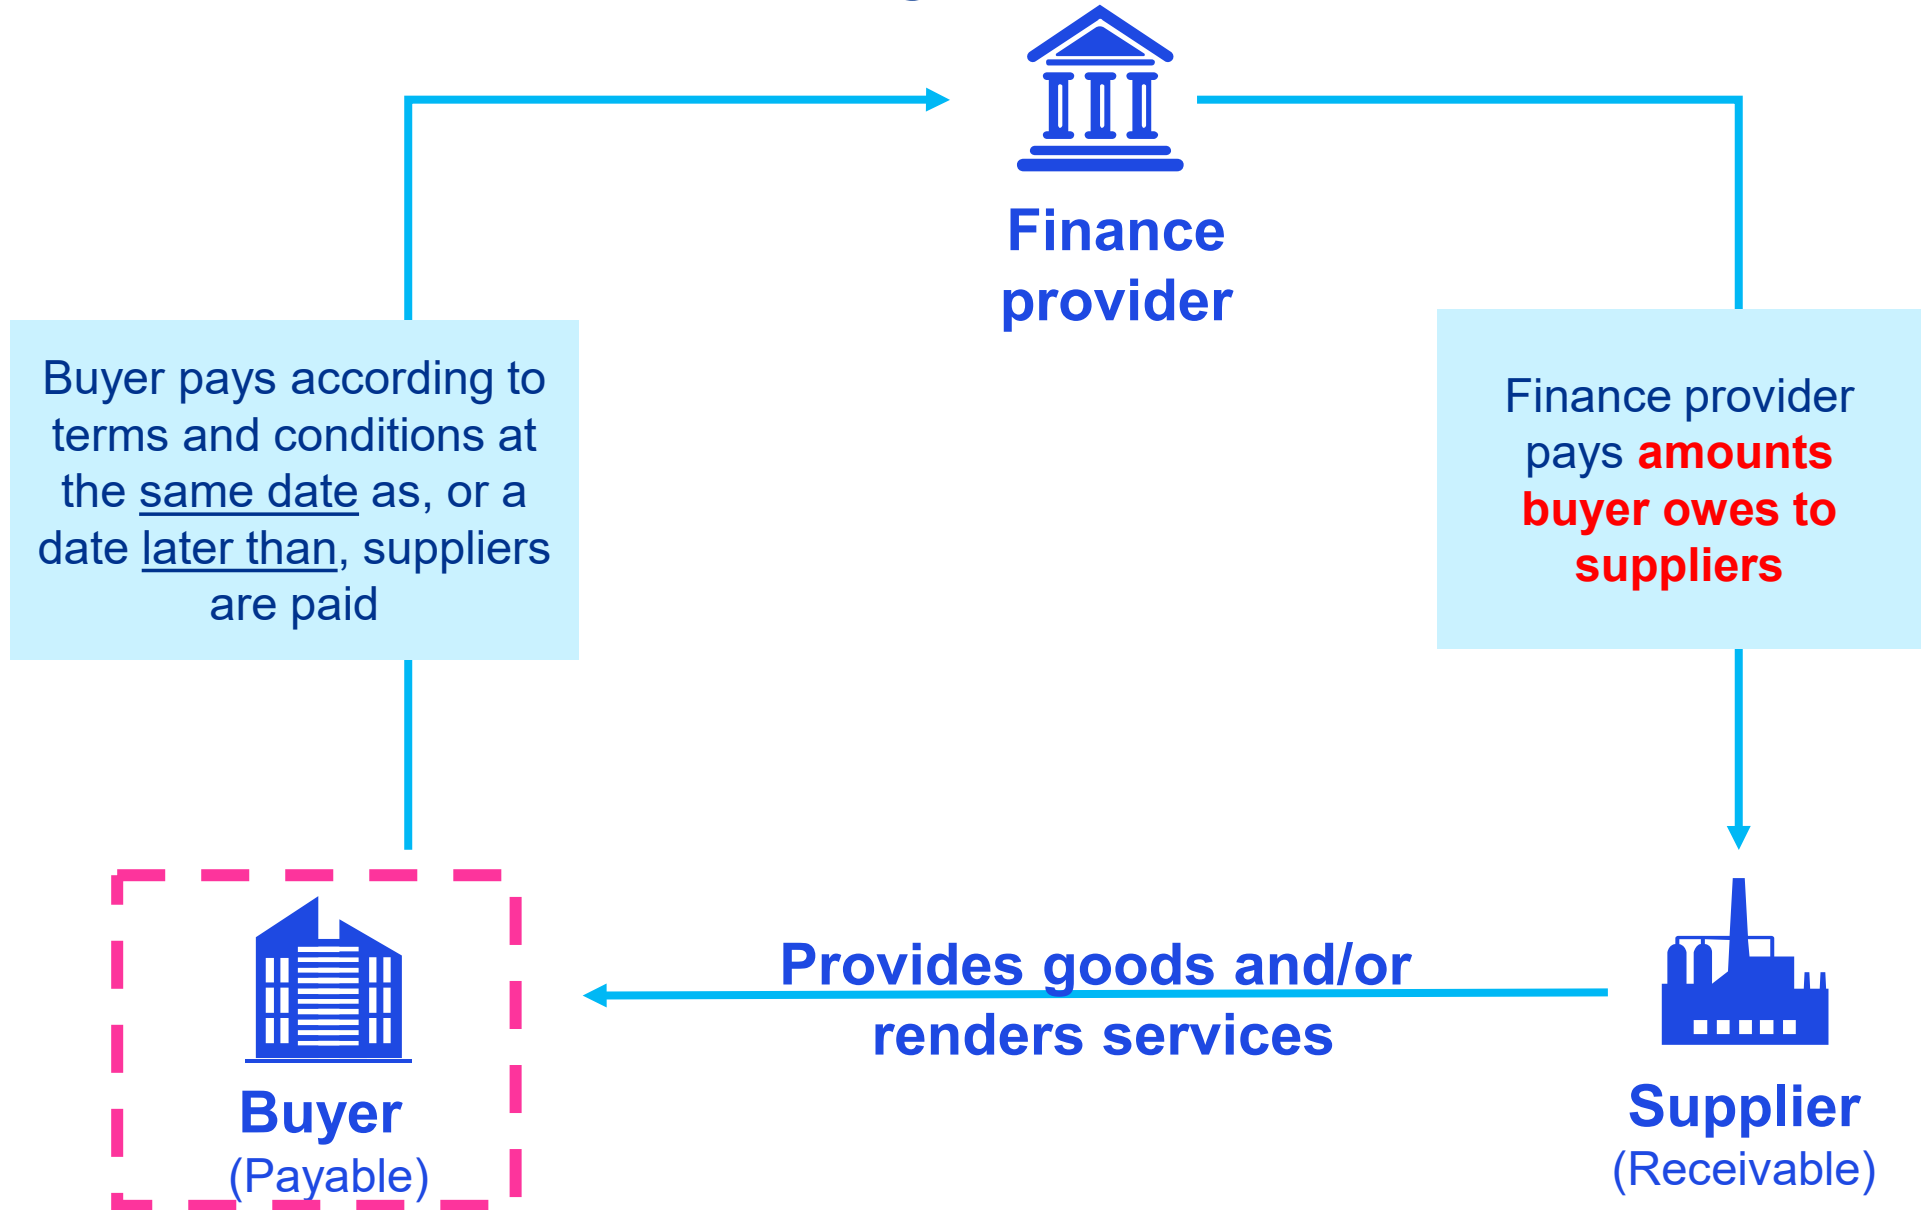 Finance
provider
Buyer pays according to
terms and conditions at
the same date as, or a
date later than, suppliers
are paid
Finance provider
pays amounts
buyer owes to
suppliers
Provides goods and/or
renders services
Buyer
(Payable)
Supplier
(Receivable)